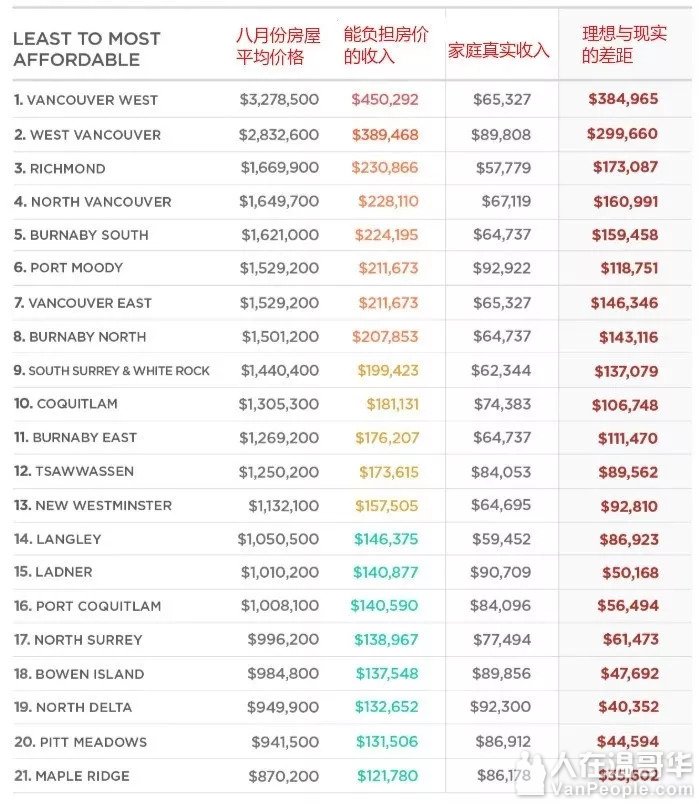 LEAST TO MOST AFFORDABLE 八月份房屋平均价格 能负担房价的收入 家庭真实收入 理想与现实的差距
1. VANCOUVER WEST $3,278,500 $450,292 $65,327 $384,965
2. WEST VANCOUVER $2,832,600 $389,468 $89,808 $299,660
3. RICHMOND $1,669,900 $230,866 $57,779 $173,087
4. NORTH VANCOUVER $1,649,700 $228,110 $67,119 $160,991
5. BURNABY SOUTH $1,621,000 $224,195 $64,737 $159,458
6. PORT MOODY $1,529,200 $211,673 $92,922 $118,751
7. VANCOUVER EAST $1,529,200 $211,673 $65,327 $146,346
8. BURNABY NORTH $1,501,200 $207,853 $64,737 $143,116
9. SOUTH SURREY & WHITE ROCK $1,440,400 $199,423 $62,344 $137,079
10. COQUITLAM $1,305,300 $181,131 $74,383 $106,748
11. BURNABY EAST $1,269,200 $176,207 $64,737 $111,470
12. TSAWWASSEN $1,250,200 $173,615 $84,053 $89,562
13. NEW WESTMINSTER $1,132,100 $157,505 $64,695 $92,810
14. LANGLEY $1,050,500 $146,375 $59,452 $86,923
15. LADNER $1,010,200 $140,877 $90,709 $50,168
16. PORT COQUITLAM $1,008,100 $140,590 $84,096 $56,494
17. NORTH SURREY $996,200 $138,967 $77,494 $61,473
18. BOWEN ISLAND $984,800 $137,548 $89,856 $47,692
19. NORTH DELTA $949,900 $132,652 $92,300 $40,352
20. PITT MEADOWS $941,500 $131,506 $86,912 $44,594
21. MAPLE RIDGE $870,200 $121,780 $86,178 $35,602
人在温哥华
VanPeople.com